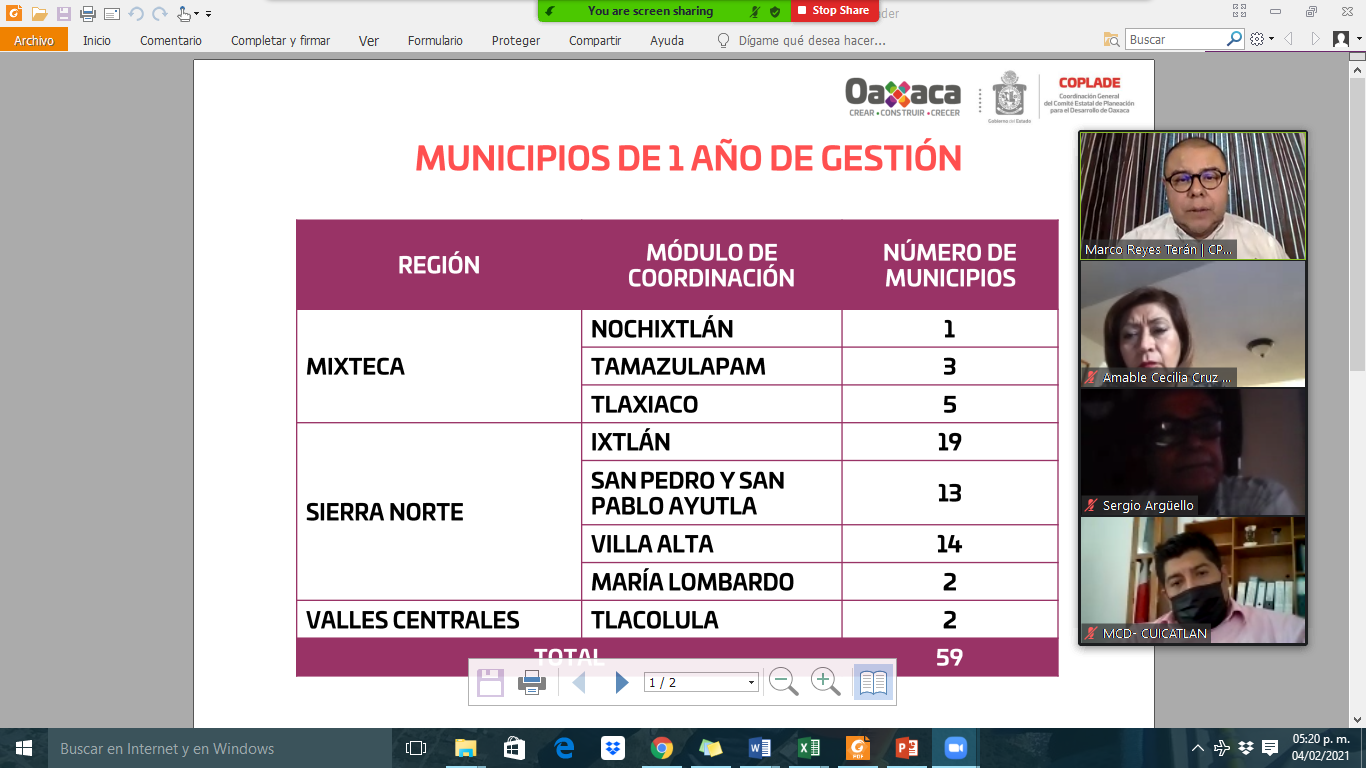 You are screen sharing
Stop Share
Archivo Inicio Comentario Completar y firmar Ver Formulario Proteger Compartir Ayuda Dígame qué desea hacer... Buscar
Oaxaca
CREAR • CONSTRUIR • CRECER
Gobierno del Estado
COPLADE
Coordinación General
del Comité Estatal de Planeación
para el Desarrollo de Oaxaca
MUNICIPIOS DE 1 AÑO DE GESTIÓN
REGIÓN
MÓDULO DE
COORDINACIÓN
NÚMERO DE
MUNICIPIOS
MIXTECA
NOCHIXTLÁN 1
TAMAZULAPAM 3
TLAXIACO 5
SIERRA NORTE
IXTLÁN 19
SAN PEDRO Y SAN
PABLO AYUTLA 13
VILLA ALTA 14
MARÍA LOMBARDO 2
VALLES CENTRALES TLACOLULA 2
TOTAL 59
Marco Reyes Terán | CP...
Amable Cecilia Cruz ...
Sergio Argüello
MCD- CUICATLAN
1 / 2
Buscar en Internet y en Windows
05:20 p. m.
04/02/2021